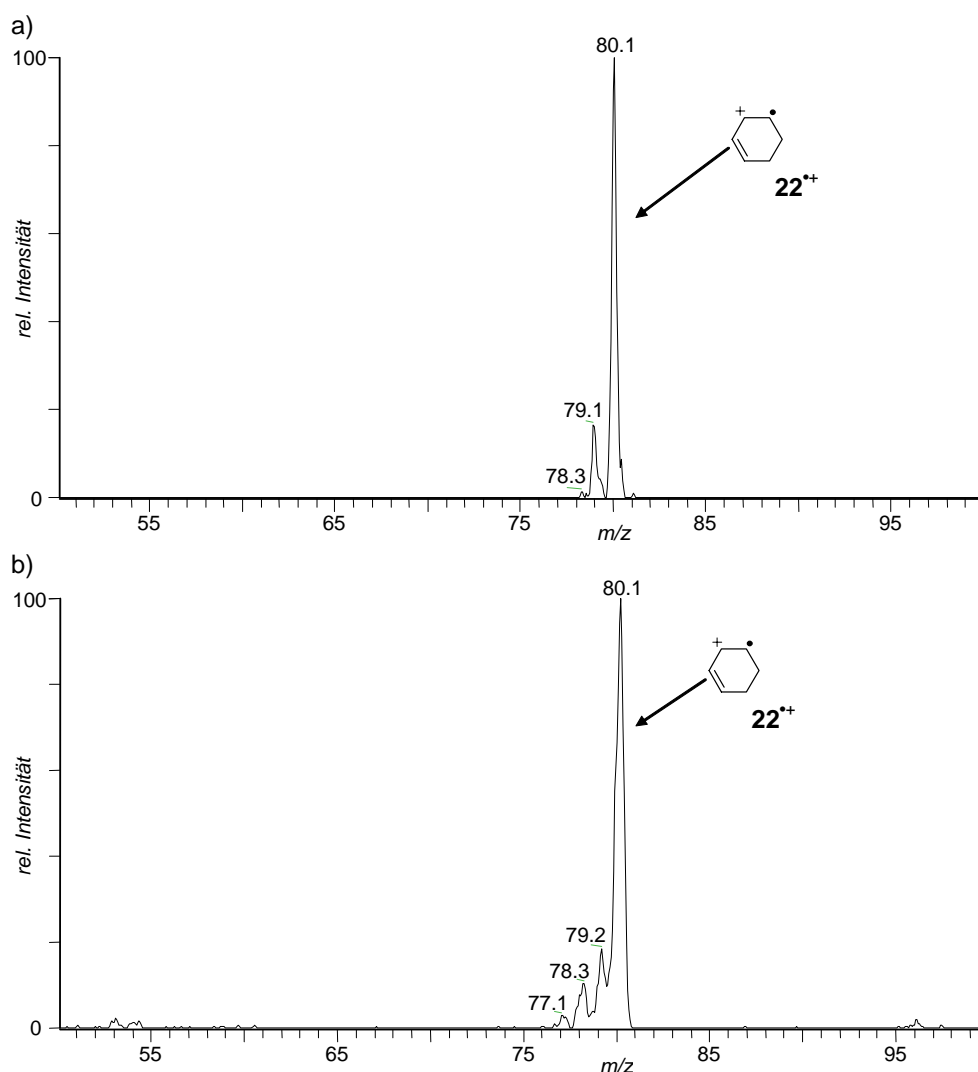 a)
80.1
100
+ •
22•+
rel. Intensität
79.1
78.3
0
55 65 75 85 95
m/z
b)
80.1
100
+ •
22•+
rel. Intensität
79.2
78.3
77.1
0
55 65 75 85 95
m/z